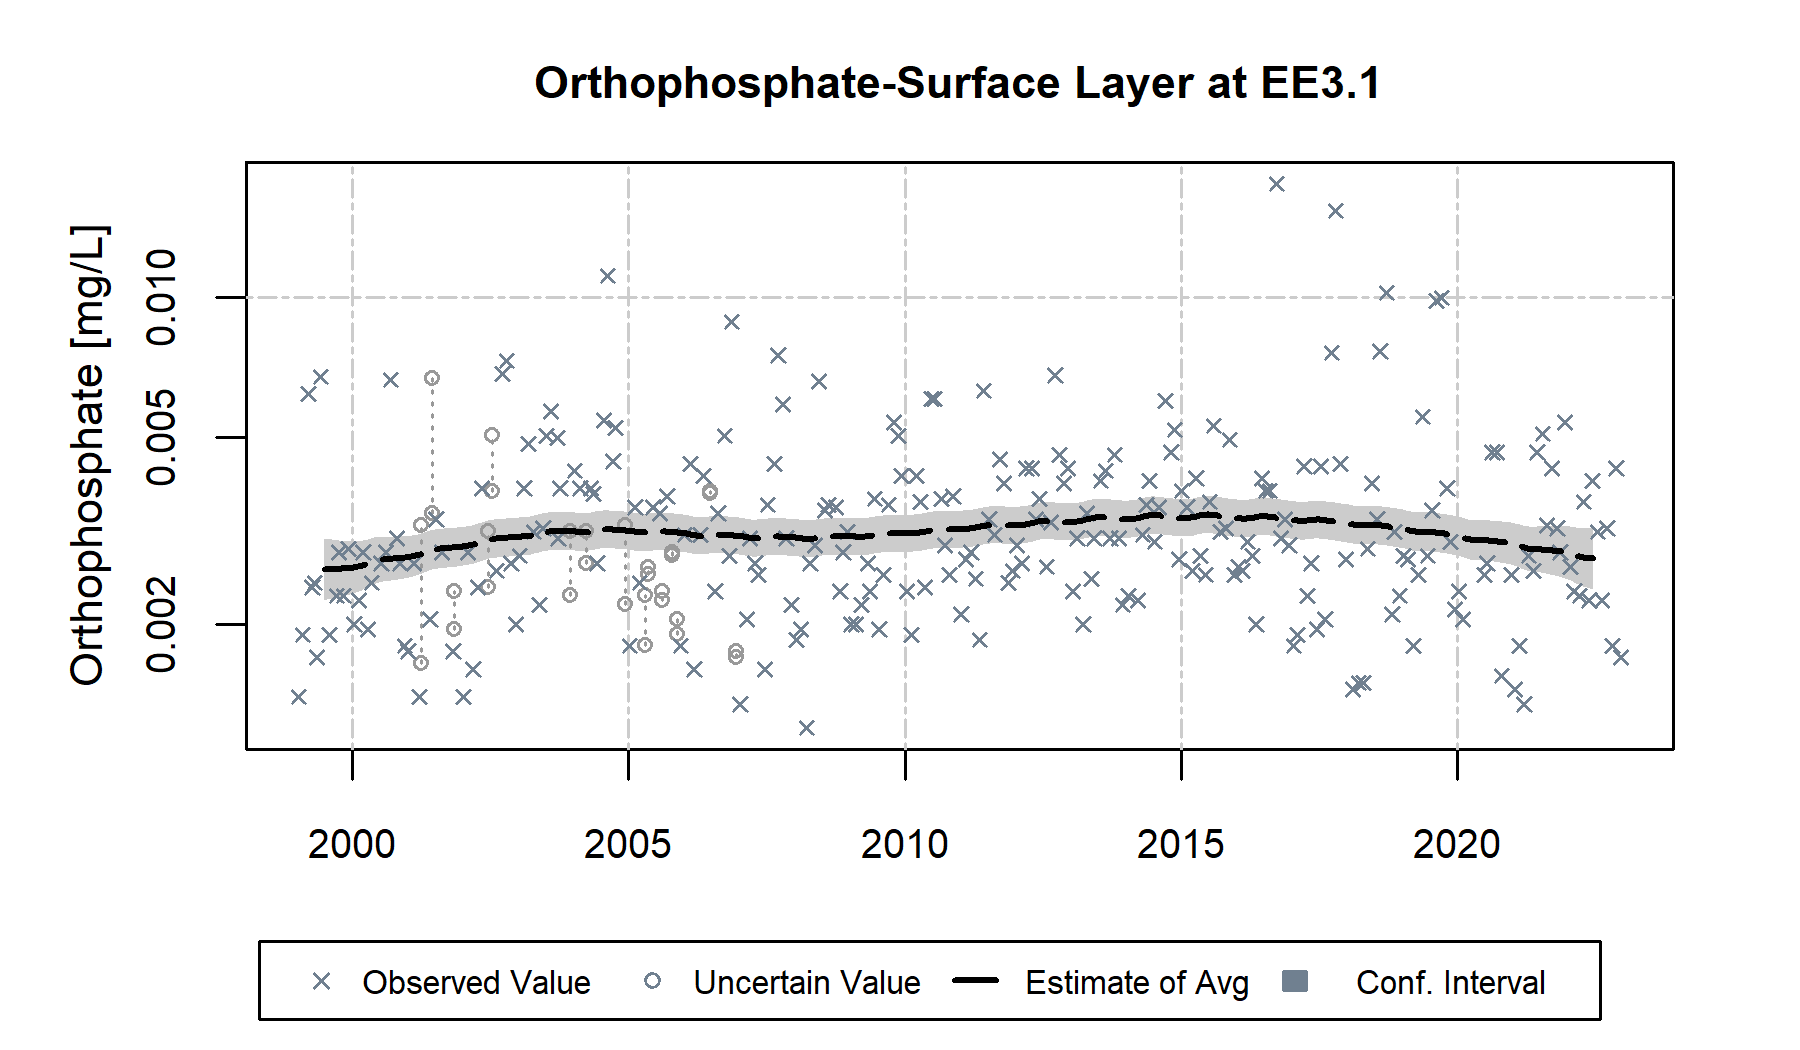 Orthophosphate-Surface Layer at EE3.1
Orthophosphate [mg/L]
0.010
0.005
0.002
2000 2005 2010 2015 2020
Observed Value Uncertain Value Estimate of Avg Conf. Interval